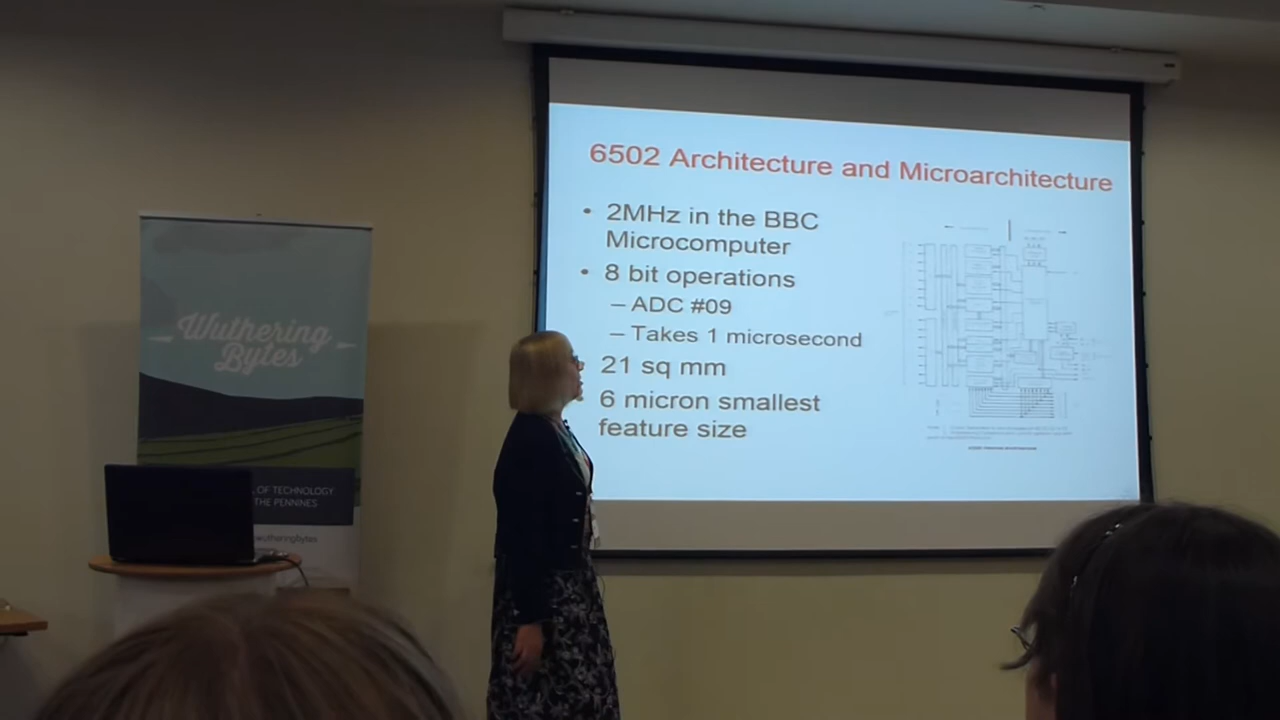 6502 Architecture and Microarchitecture
• 2MHz in the BBC
Microcomputer
• 8 bit operations
– ADC #09
– Takes 1 microsecond
21 sq mm
6 micron smallest
feature size
Wuthering
Bytes
OF TECHNOLOGY
THE PENNINES
wutheringbytes